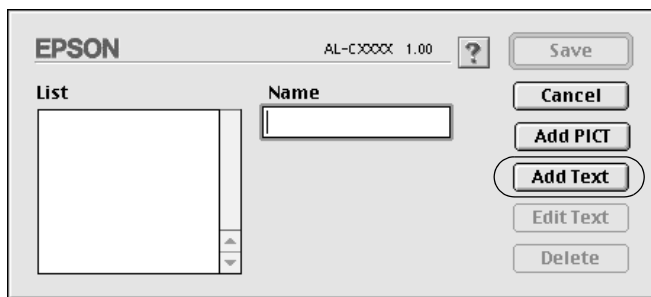 EPSON AL-CXXXX 1.00 ? Save
List Name Cancel
Add PICT
Add Text
Edit Text
Delete